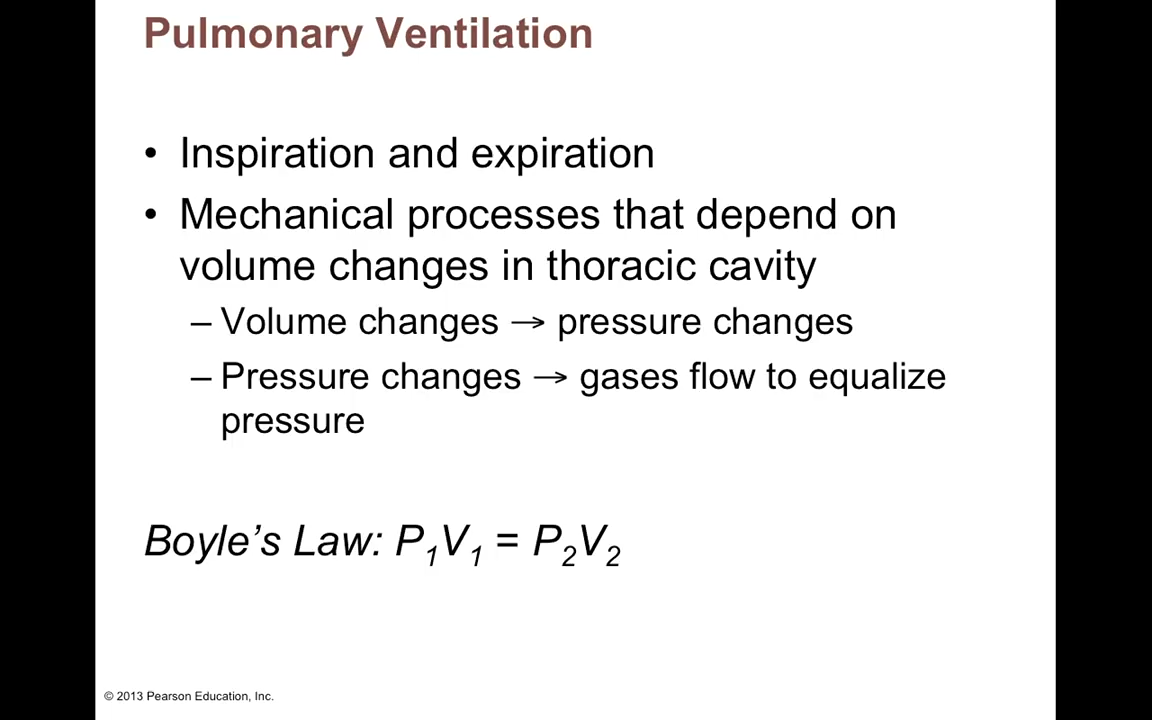 Pulmonary Ventilation
• Inspiration and expiration
• Mechanical processes that depend on
volume changes in thoracic cavity
– Volume changes → pressure changes
– Pressure changes → gases flow to equalize
pressure
Boyle’s Law: P₁V₁ = P₂V₂
© 2013 Pearson Education, Inc.